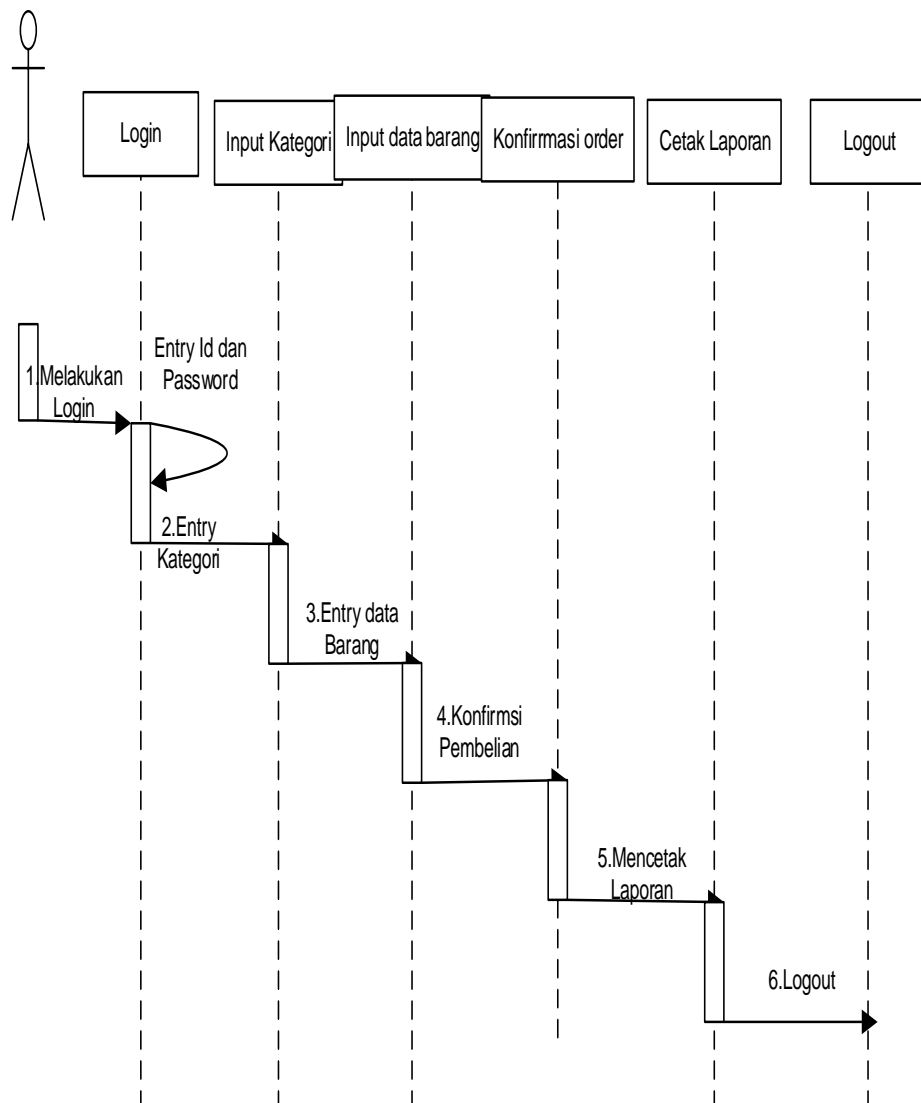 Login
Input Kategori
Input data barang
Konfirrmasi order
Cetak Laporan
Logout
Entry Id dan
Password
1.Melakukan
Login
2.Entry
Kategori
3.Entry data
Barang
4.Konfirmsi
Pembelian
5.Mencetak
Laporan
6.Logout